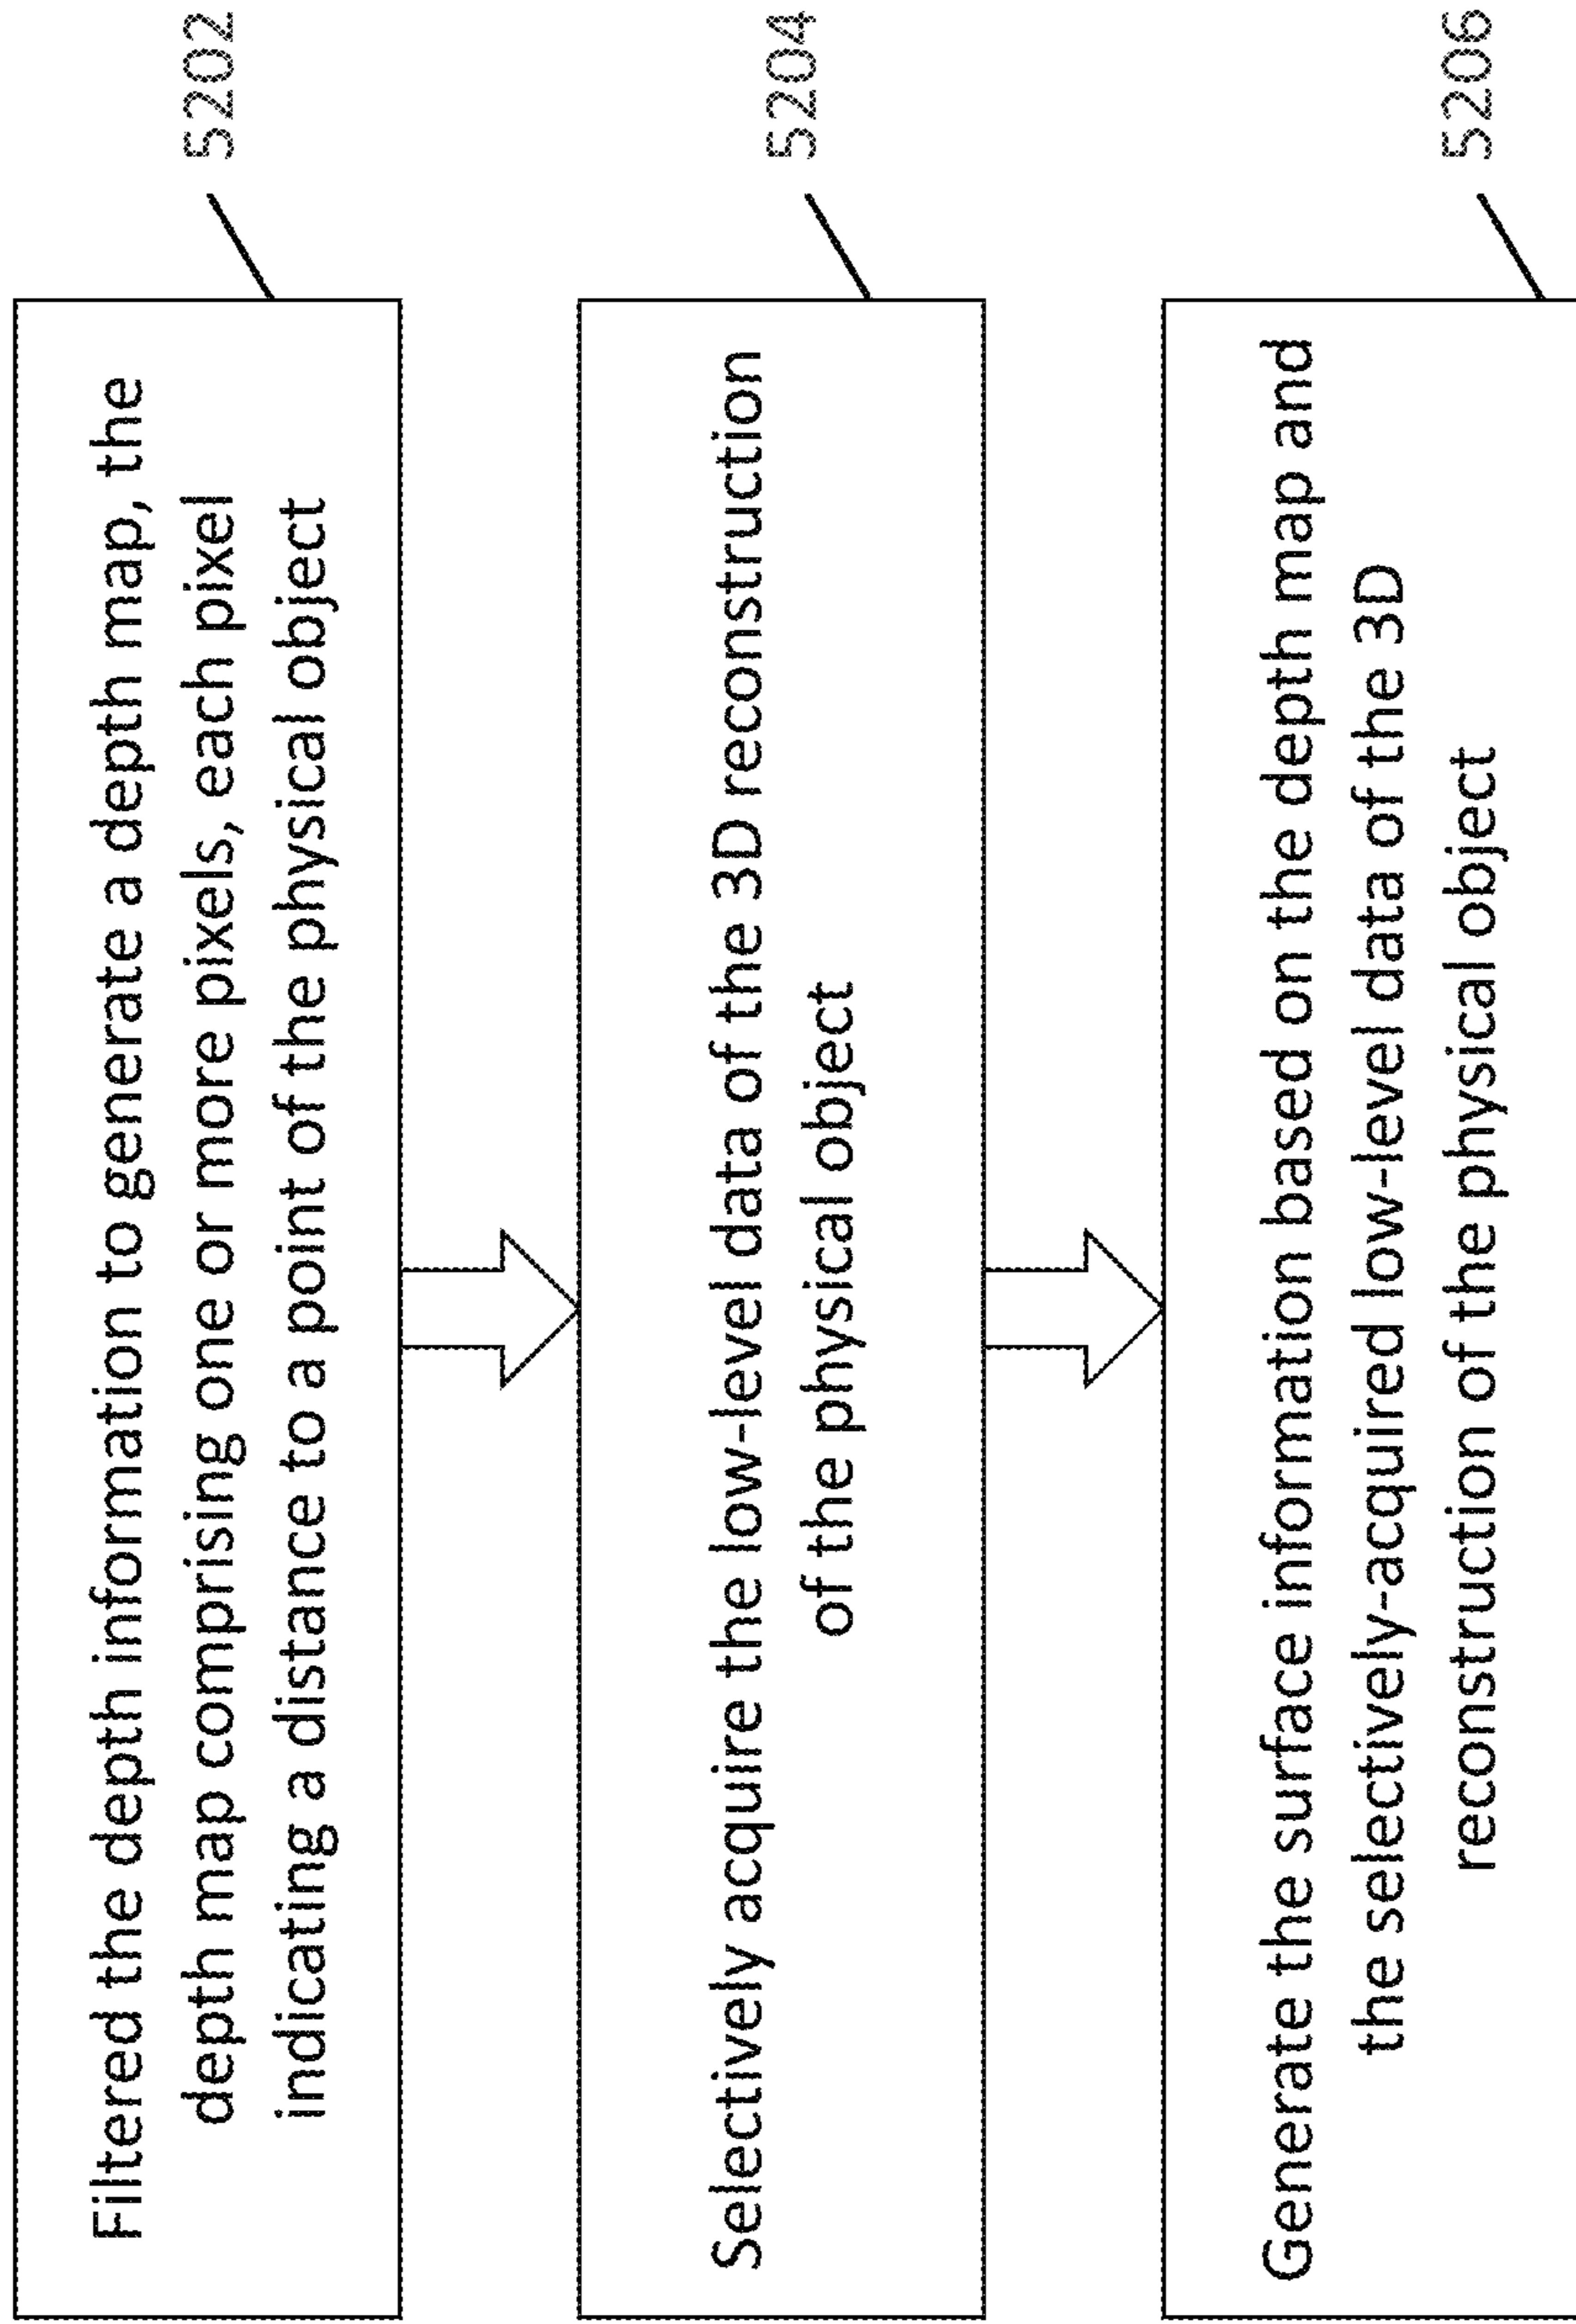 Filtered the depth information to generate a depth map, the
depth map comprising one or more pixels, each pixel
indicating a distance to a point of the physical object
5202
Selectively acquire the low-level data of the 3D reconstruction
of the physical object
5204
Generate the surface information based on the depth map and
the selectively-acquired low-level data of the 3D
reconstruction of the physical object
5206